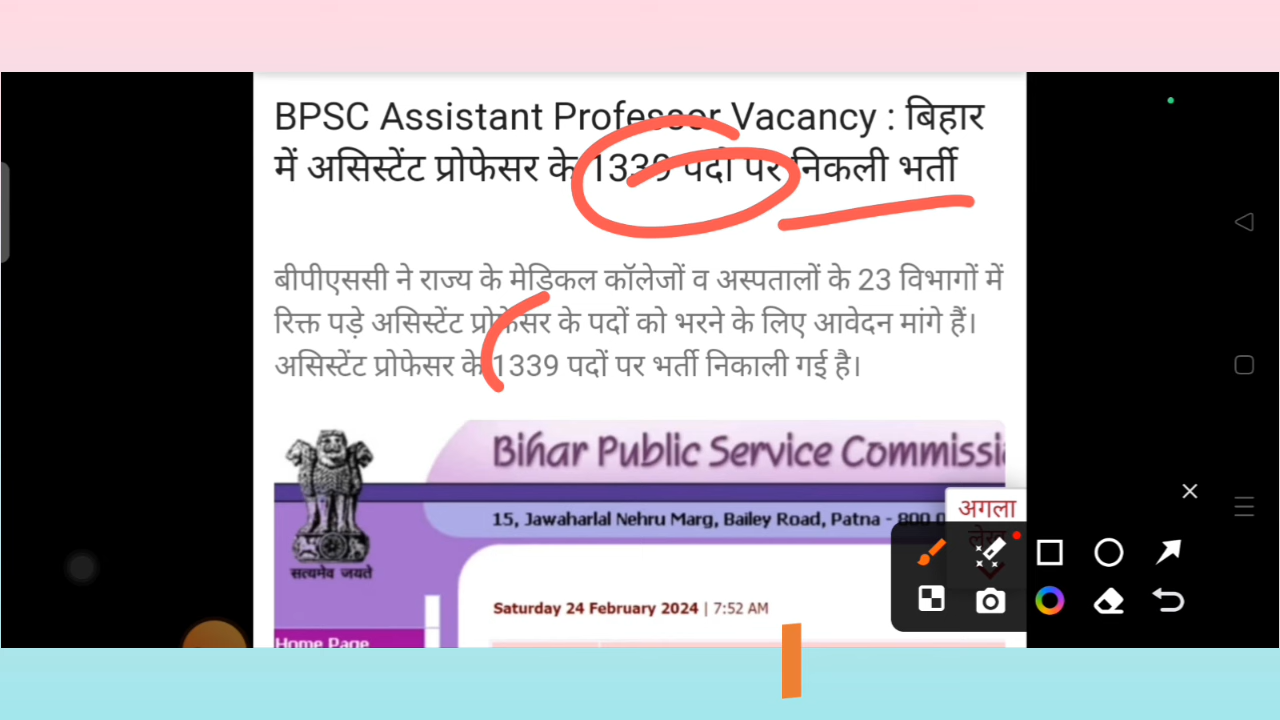 BPSC Assistant Professor Vacancy : बिहार
में असिस्टेंट प्रोफेसर के 1339 पदों पर निकली भर्ती
बीपीएससी ने राज्य के मेडिकल कॉलेजों व अस्पतालों के 23 विभागों में
रिक्त पड़े असिस्टेंट प्रोफेसर के पदों को भरने के लिए आवेदन मांगे हैं।
असिस्टेंट प्रोफेसर के 1339 पदों पर भर्ती निकाली गई है।
Bihar Public Service Commissi
15, Jawaharlal Nehru Marg, Bailey Road, Patna - 800 0
अगला
लेख
सत्यमेव जयते
Saturday 24 February 2024 | 7:52 AM
Home Page